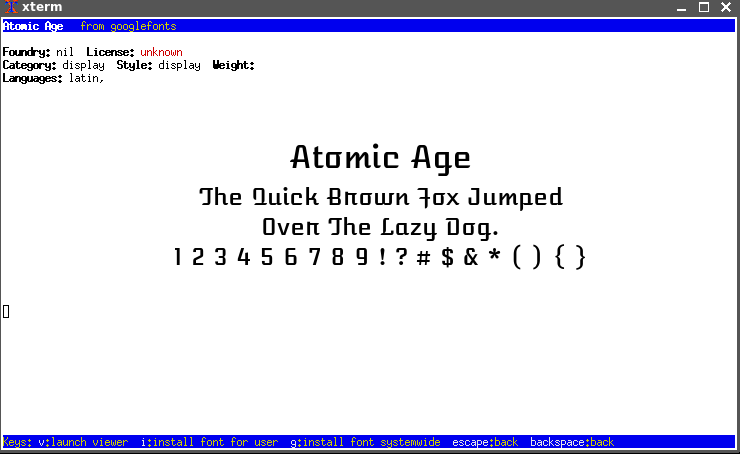 xterm
Atomic Age from googlefonts
Foundry: nil License: unknown
Category: display Style: display Weight:
Languages: latin,
Atomic Age
The Quick Brown Fox Jumped
Over The Lazy Dog.
1 2 3 4 5 6 7 8 9 ! ? # $ & * ( ) { }
Keys: v:launch viewer i:install font for user g:install font systemwide escape:back backspace:back